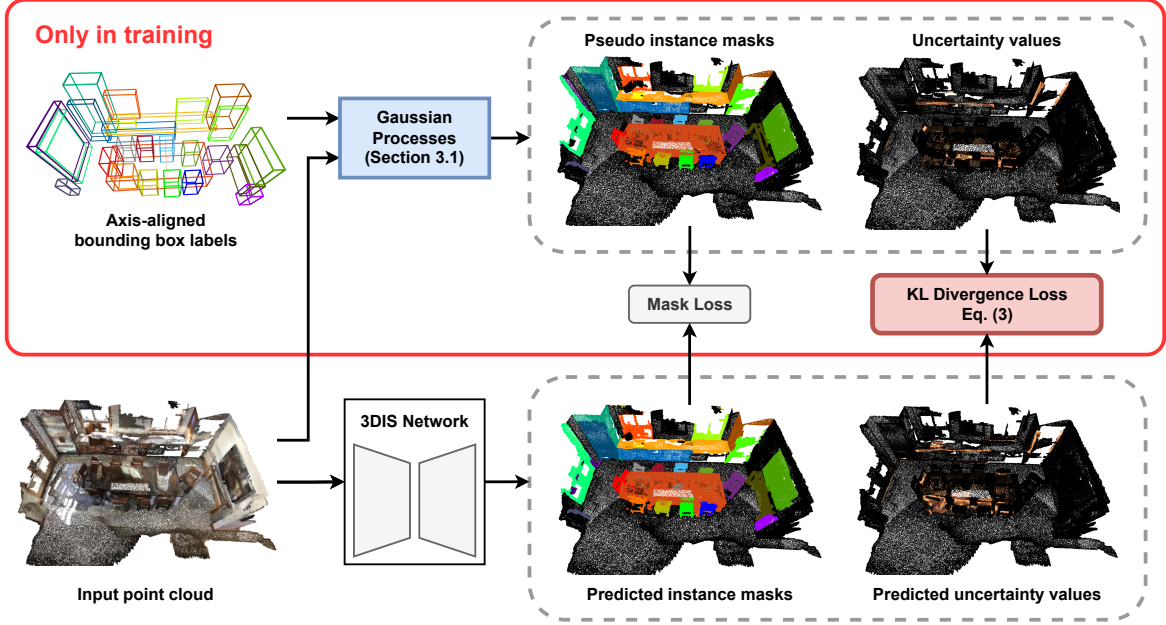 Only in training
Pseudo instance masks
Uncertainty values
Gaussian
Processes
(Section 3.1)
Axis-aligned
bounding box labels
Mask Loss
KL Divergence Loss
Eq. (3)
3DIS Network
Input point cloud
Predicted instance masks
Predicted uncertainty values